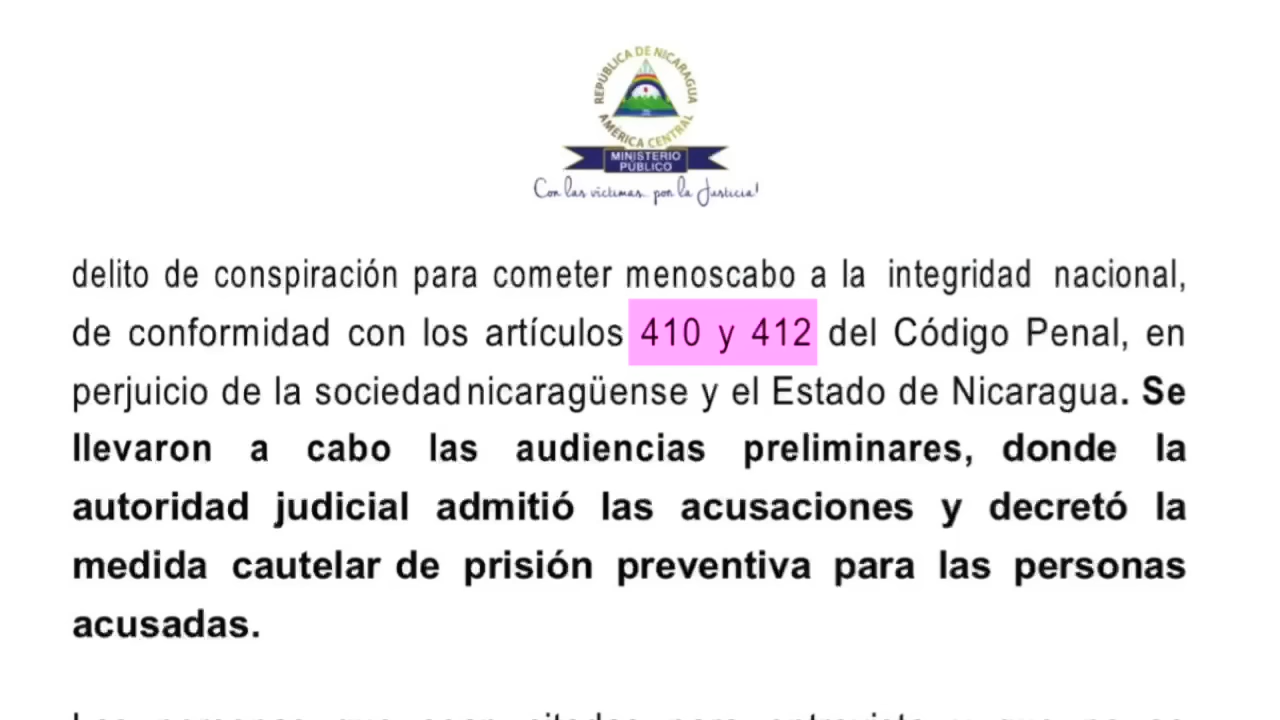 REPÚBLICA DE NICARAGUA
AMÉRICA CENTRAL
MINISTERIO
PÚBLICO
Con las víctimas, por la Justicia!
delito de conspiración para cometer menoscabo a la integridad nacional,
de conformidad con los artículos 410 y 412 del Código Penal, en
perjuicio de la sociedad nicaragüense y el Estado de Nicaragua. Se
llevaron a cabo las audiencias preliminares, donde la
autoridad judicial admitió las acusaciones y decretó la
medida cautelar de prisión preventiva para las personas
acusadas.